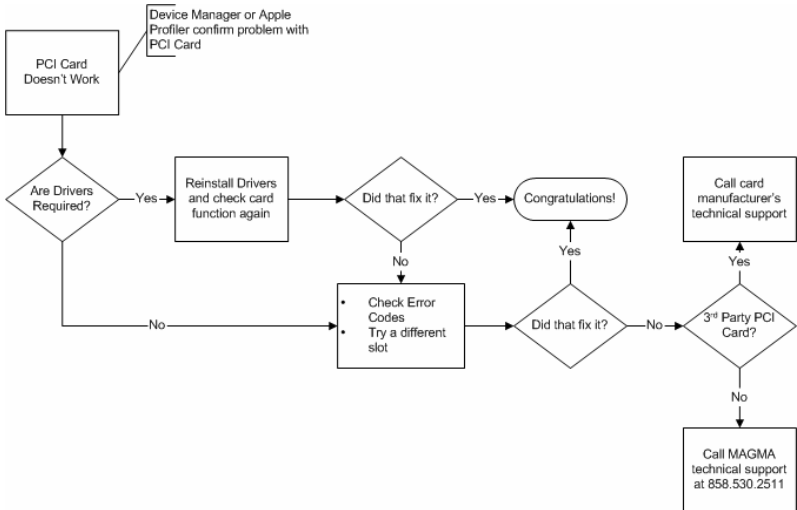 Device Manager or Apple
Profiler confirm problem with
PCI Card
PCI Card
Doesn't Work
Are Drivers
Required?
Yes
Reinstall Drivers
and check card
function again
Did that fix it?
Yes
Congratulations!
Call card
manufacturer's
technical support
No
Yes
Yes
No
• Check Error
Codes
• Try a different
slot
Did that fix it?
No
3rd Party PCI
Card?
No
Call MAGMA
technical support
at 858.530.2511